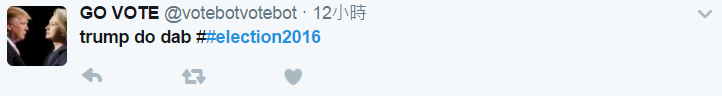 GO VOTE @votebotvotebot · 12小時
trump do dab ##election2016